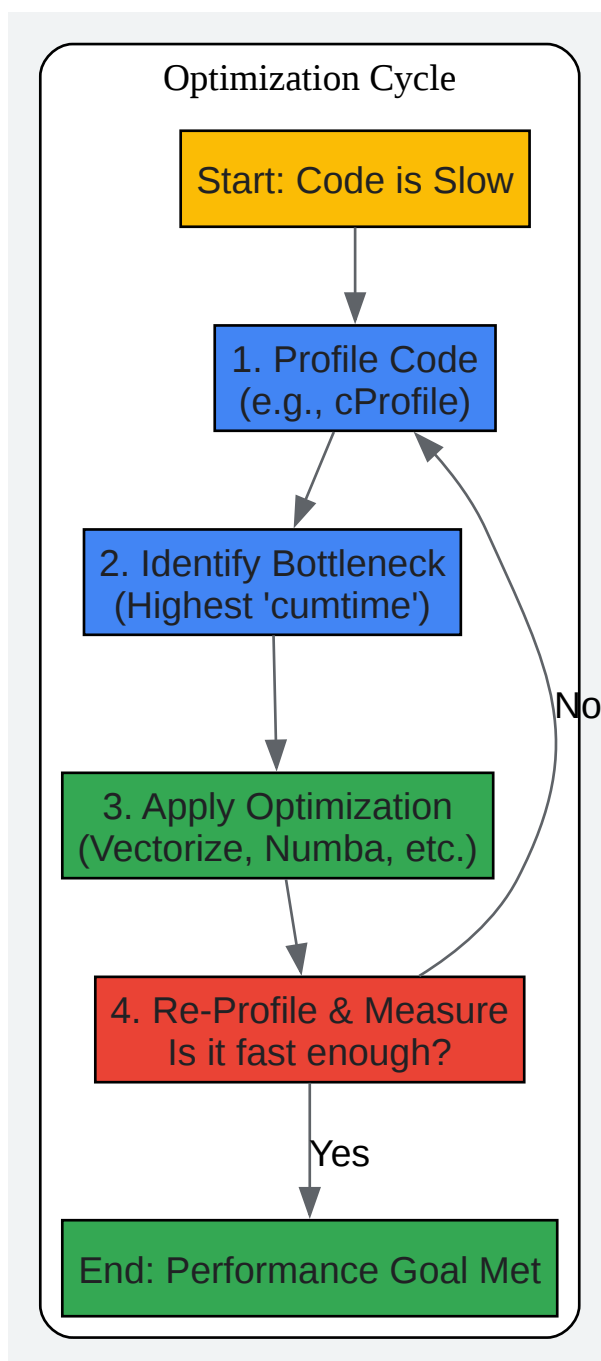 Optimization Cycle
Start: Code is Slow
1. Profile Code
(e.g., cProfile)
2. Identify Bottleneck
(Highest 'cumtime')
No
3. Apply Optimization
(Vectorize, Numba, etc.)
4. Re-Profile & Measure
Is it fast enough?
Yes
End: Performance Goal Met